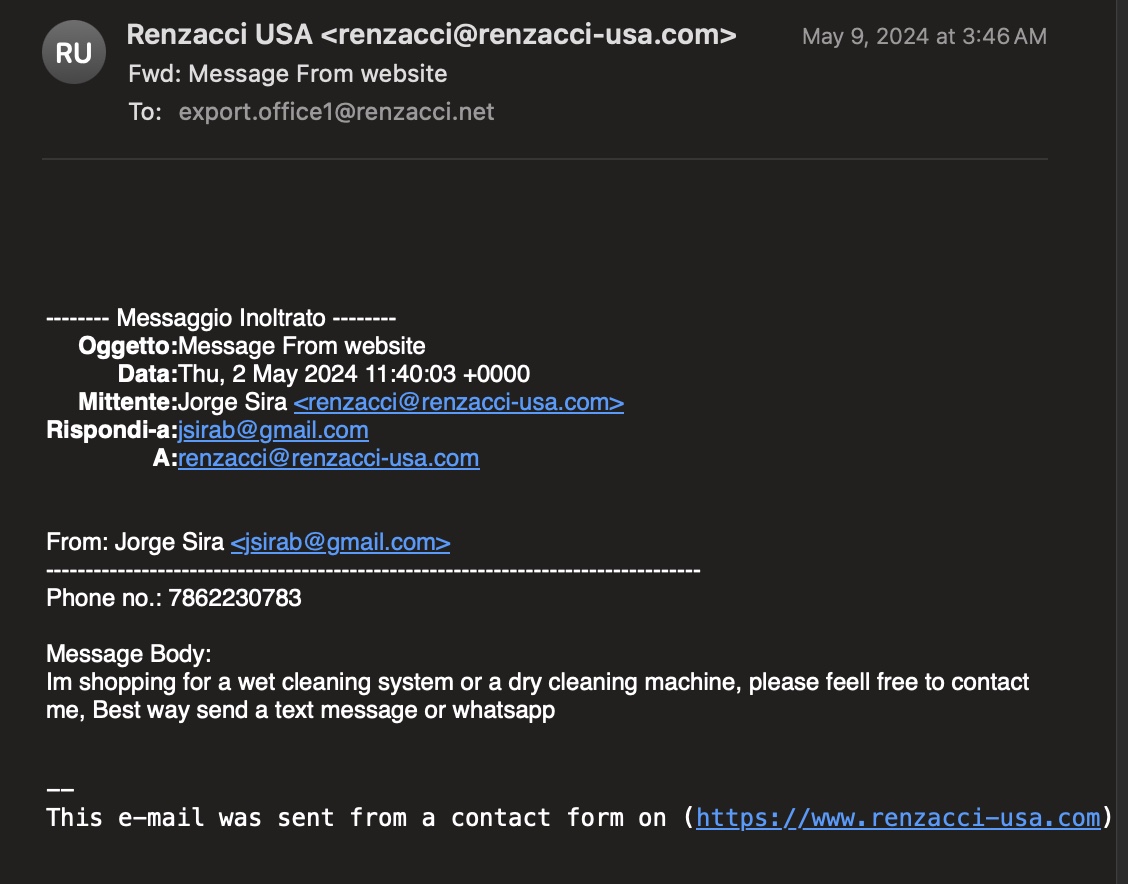 RU
Renzacci USA <renzacci@renzacci-usa.com>
May 9, 2024 at 3:46 AM
Fwd: Message From website
To: export.office1@renzacci.net
-------- Messaggio Inoltrato --------
Oggetto:Message From website
Data:Thu, 2 May 2024 11:40:03 +0000
Mittente:Jorge Sira <renzacci@renzacci-usa.com>
Rispondi-a:jsirab@gmail.com
A:renzacci@renzacci-usa.com
From: Jorge Sira <jsirab@gmail.com>
------------------------------------------------------------------------------------
Phone no.: 7862230783
Message Body:
Im shopping for a wet cleaning system or a dry cleaning machine, please feell free to contact
me, Best way send a text message or whatsapp
--
This e-mail was sent from a contact form on (https://www.renzacci-usa.com)